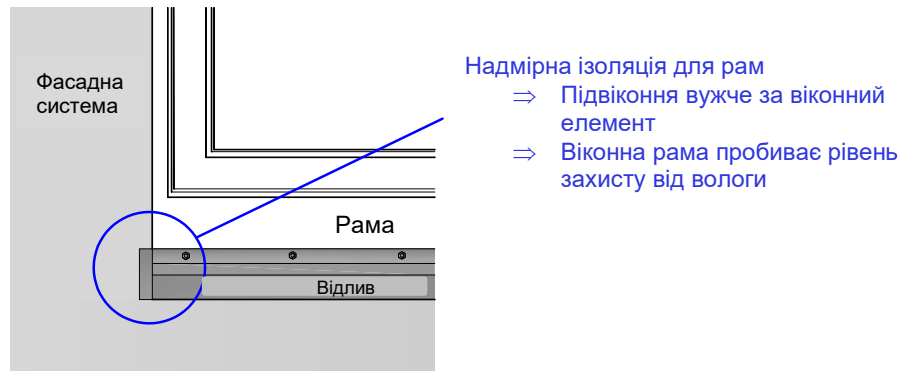 Фасадна
система
Надмірна ізоляція для рам
⇒ Підвіконня вужче за віконний
елемент
⇒ Віконна рама пробиває рівень
захисту від вологи
Рама
Відлив